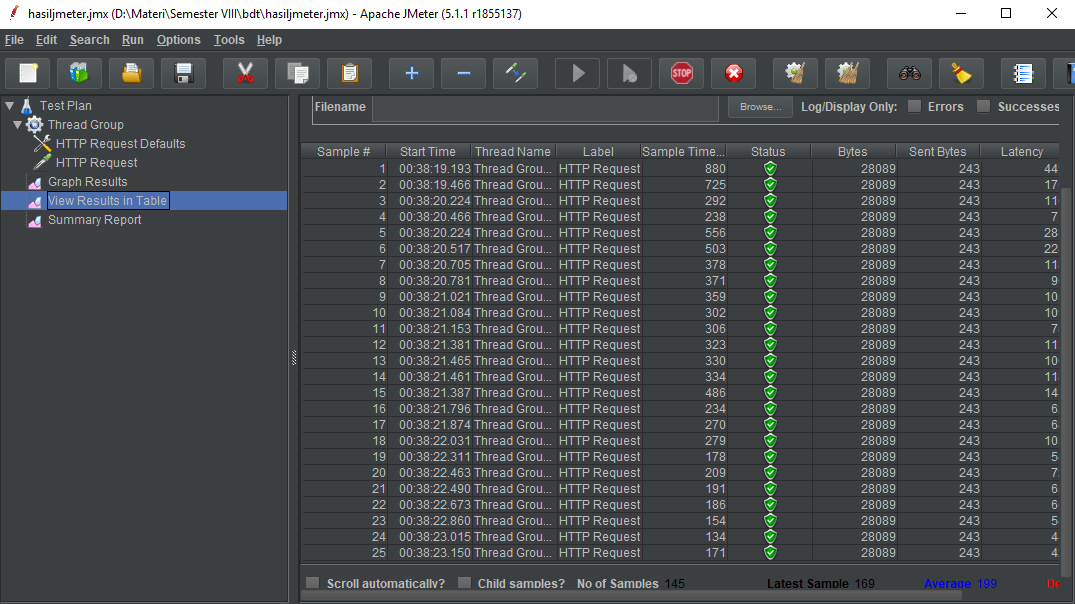 hasiljmeter.jmx (D:\Materi\Semester VIII\bdt\hasiljmeter.jmx) - Apache JMeter (5.1.1 r1855137)
File Edit Search Run Options Tools Help
STOP
Test Plan
Thread Group
HTTP Request Defaults
HTTP Request
Graph Results
View Results in Table
Summary Report
Filename Browse... Log/Display Only: Errors Successes
Sample # Start Time Thread Name Label Sample Time... Status Bytes Sent Bytes Latency
1 00:38:19.193 Thread Grou... HTTP Request 880 28089 243 44
2 00:38:19.466 Thread Grou... HTTP Request 725 28089 243 17
3 00:38:20.224 Thread Grou... HTTP Request 292 28089 243 11
4 00:38:20.466 Thread Grou... HTTP Request 238 28089 243 7
5 00:38:20.224 Thread Grou... HTTP Request 556 28089 243 28
6 00:38:20.517 Thread Grou... HTTP Request 503 28089 243 22
7 00:38:20.705 Thread Grou... HTTP Request 378 28089 243 11
8 00:38:20.781 Thread Grou... HTTP Request 371 28089 243 9
9 00:38:21.021 Thread Grou... HTTP Request 359 28089 243 10
10 00:38:21.084 Thread Grou... HTTP Request 302 28089 243 10
11 00:38:21.153 Thread Grou... HTTP Request 306 28089 243 7
12 00:38:21.381 Thread Grou... HTTP Request 323 28089 243 11
13 00:38:21.465 Thread Grou... HTTP Request 330 28089 243 10
14 00:38:21.461 Thread Grou... HTTP Request 334 28089 243 11
15 00:38:21.387 Thread Grou... HTTP Request 486 28089 243 14
16 00:38:21.796 Thread Grou... HTTP Request 234 28089 243 6
17 00:38:21.874 Thread Grou... HTTP Request 270 28089 243 6
18 00:38:22.031 Thread Grou... HTTP Request 279 28089 243 10
19 00:38:22.311 Thread Grou... HTTP Request 178 28089 243 5
20 00:38:22.463 Thread Grou... HTTP Request 209 28089 243 7
21 00:38:22.490 Thread Grou... HTTP Request 191 28089 243 6
22 00:38:22.673 Thread Grou... HTTP Request 186 28089 243 6
23 00:38:22.860 Thread Grou... HTTP Request 154 28089 243 5
24 00:38:23.015 Thread Grou... HTTP Request 134 28089 243 4
25 00:38:23.150 Thread Grou... HTTP Request 171 28089 243 4
Scroll automatically? Child samples? No of Samples 145 Latest Sample 169 Average 199 De